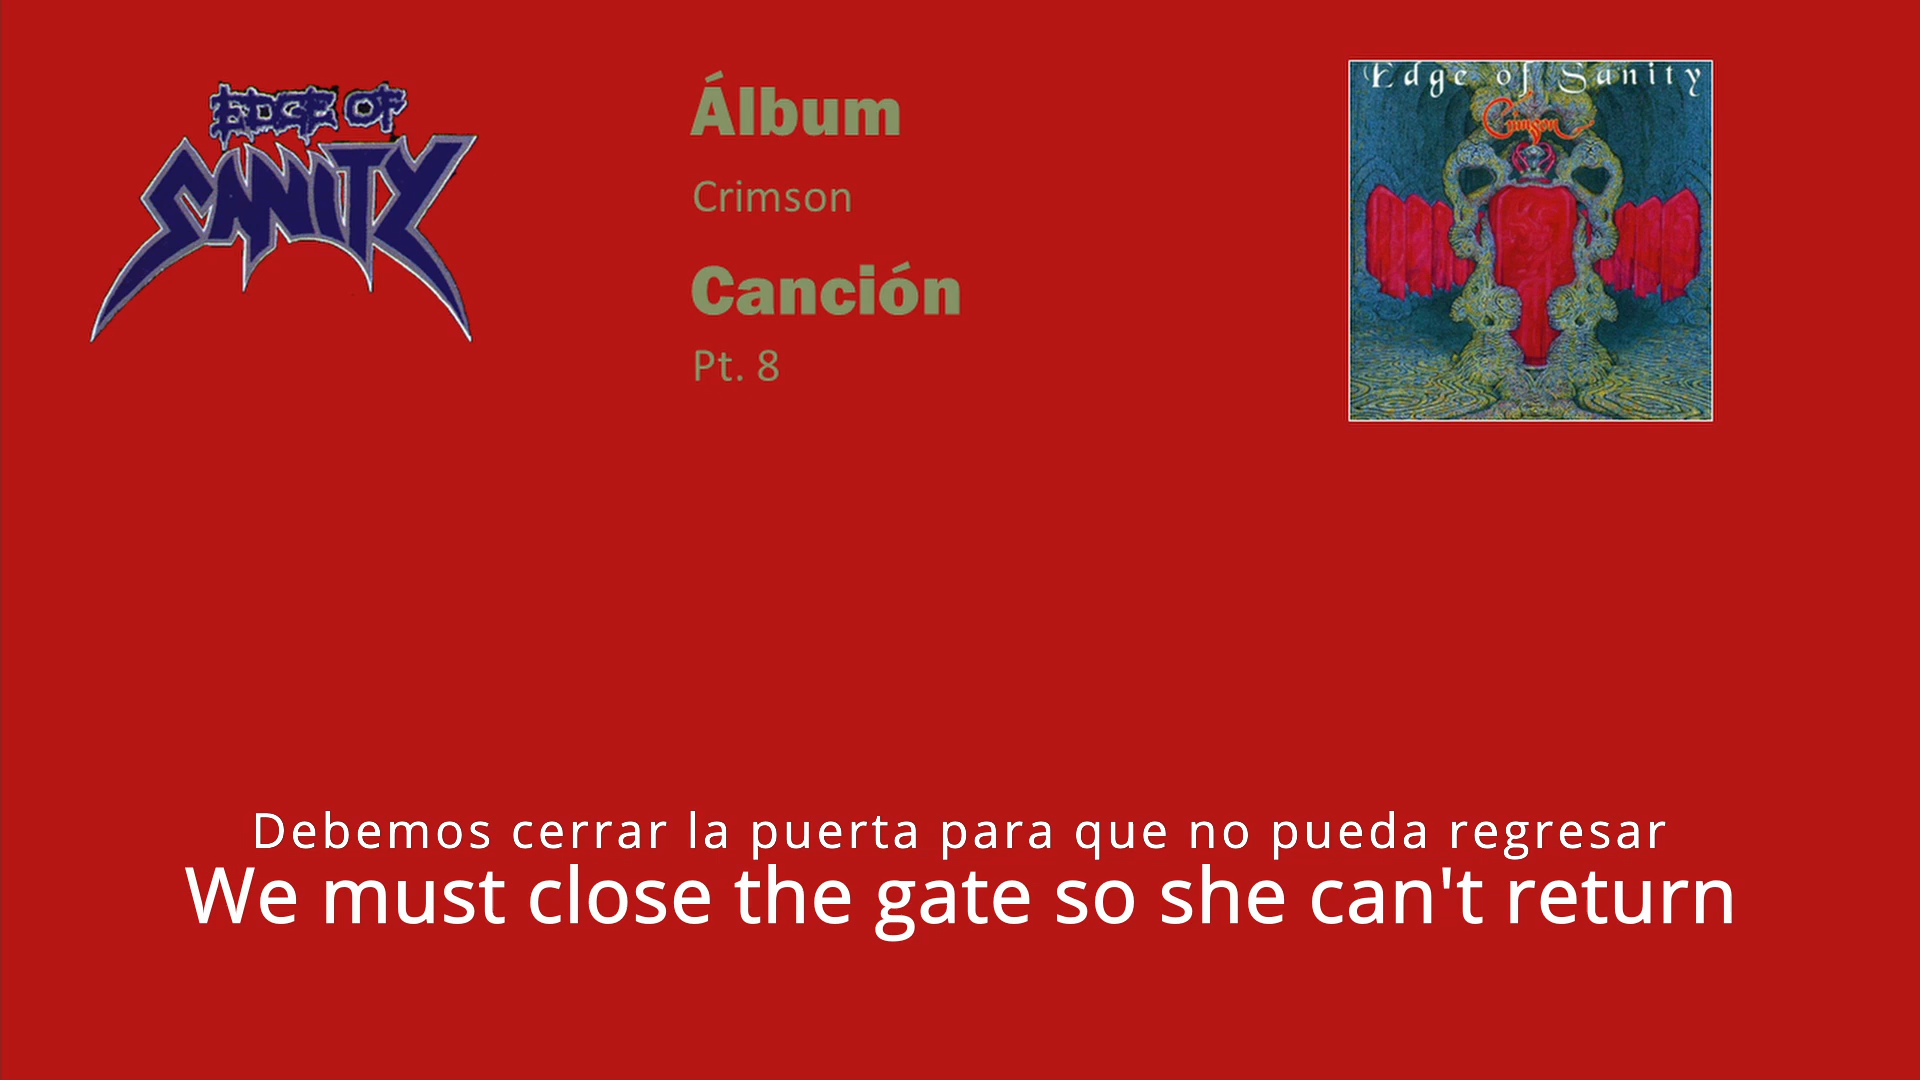 EDGE OF
SANITY
Álbum
Crimson
Canción
Pt. 8
Edge of Sanity
Crimson
Debemos cerrar la puerta para que no pueda regresar
We must close the gate so she can't return